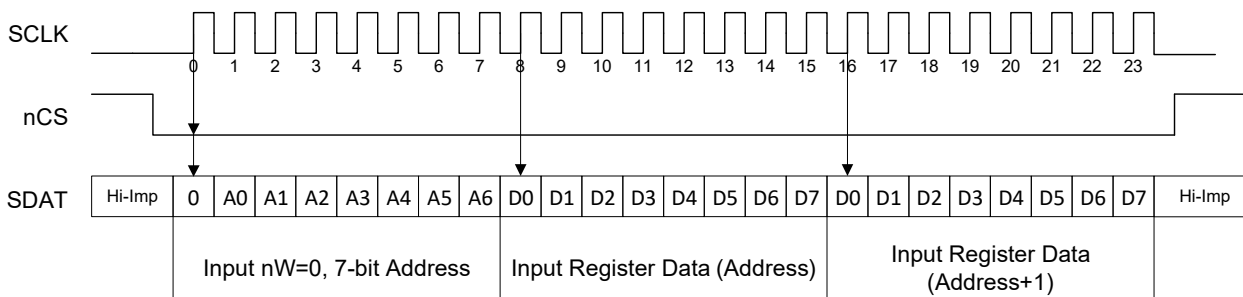 SCLK
0 1 2 3 4 5 6 7 8 9 10 11 12 13 14 15 16 17 18 19 20 21 22 23
nCS
SDAT Hi-Imp 0 A0 A1 A2 A3 A4 A5 A6 D0 D1 D2 D3 D4 D5 D6 D7 D0 D1 D2 D3 D4 D5 D6 D7 Hi-Imp
Input nW=0, 7-bit Address Input Register Data (Address) Input Register Data
(Address+1)